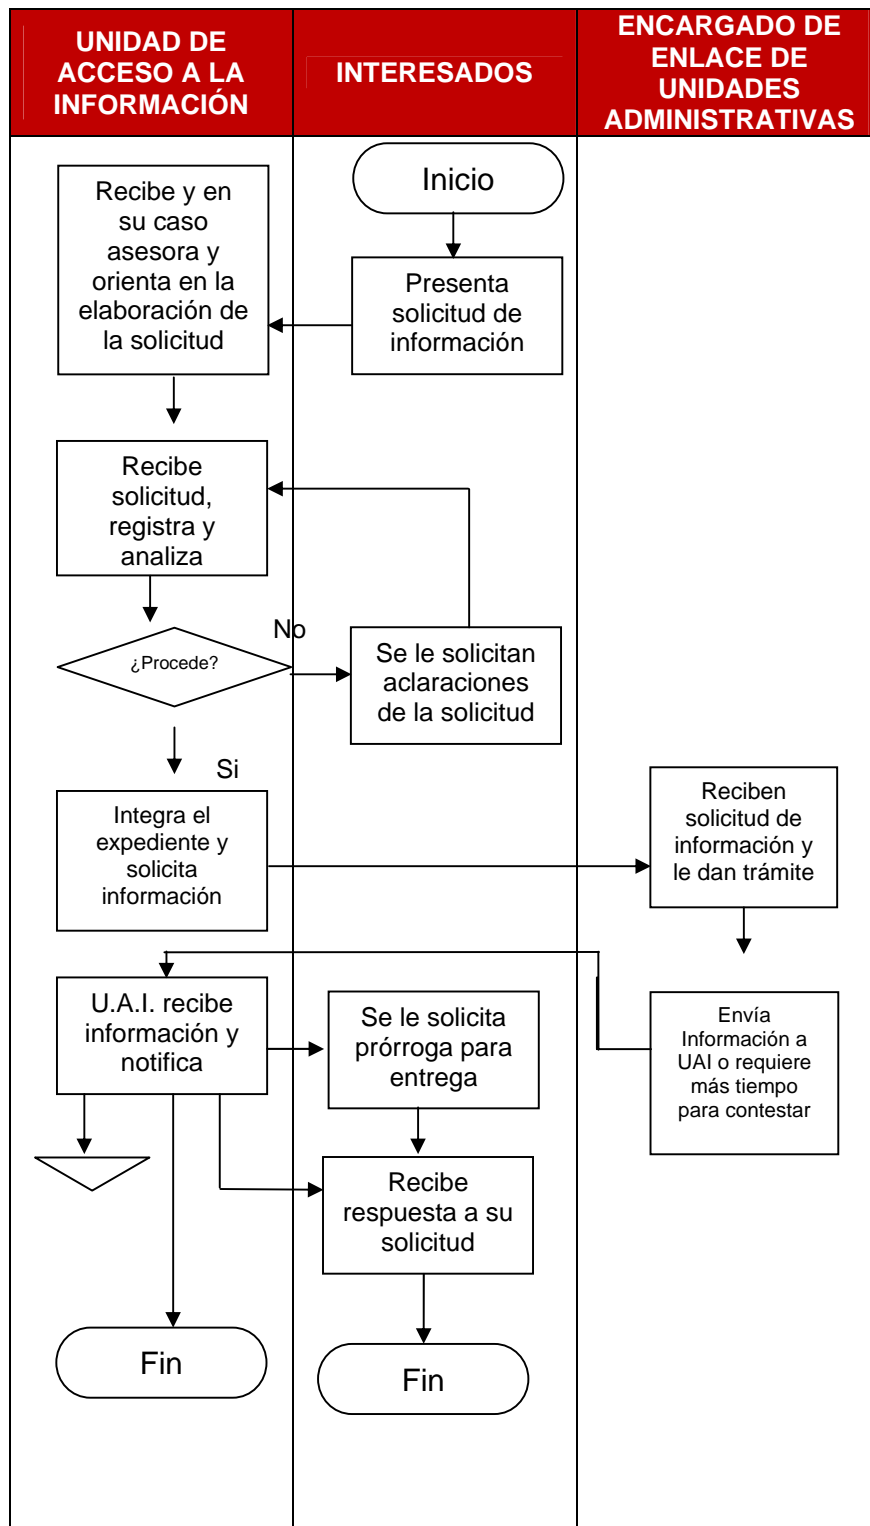 UNIDAD DE
ACCESO A LA
INFORMACIÓN
INTERESADOS
ENCARGADO DE
ENLACE DE
UNIDADES
ADMINISTRATIVAS
Inicio
Presenta
solicitud de
información
Recibe y en
su caso
asesora y
orienta en la
elaboración de
la solicitud
Recibe
solicitud,
registra y
analiza
¿Procede?
No
Se le solicitan
aclaraciones
de la solicitud
Si
Integra el
expediente y
solicita
información
Reciben
solicitud de
información y
le dan trámite
Envía
Información a
UAI o requiere
más tiempo
para contestar
U.A.I. recibe
información y
notifica
Se le solicita
prórroga para
entrega
Recibe
respuesta a su
solicitud
Fin
Fin